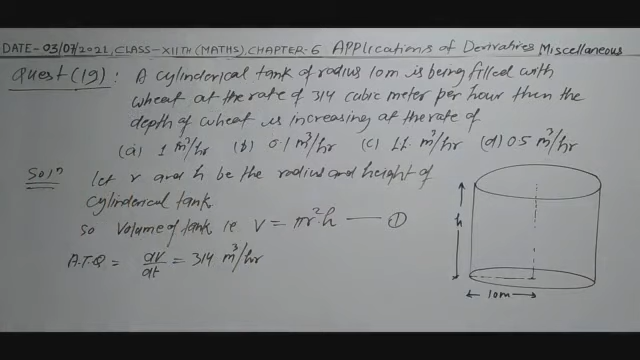 DATE-03/07/2021, CLASS-XIITH (MATHS), CHAPTER-6 Applications of Derivatives Miscellaneous
Quest(19): A cylinderical tank of radius 10m is being filled with
wheat at the rate of 314 cubic meter per hour then the
depth of wheat is increasing at the rate of
(a) 1 m³/hr (b) 0.1 m³/hr (c) 1.1 m³/hr (d) 0.5 m³/hr
Solⁿ let r and h be the radius and height of
cylinderical tank
so volume of tank ie V = πr²h — ①
A.T.Q = dV/dt = 314 m³/hr
h
10m